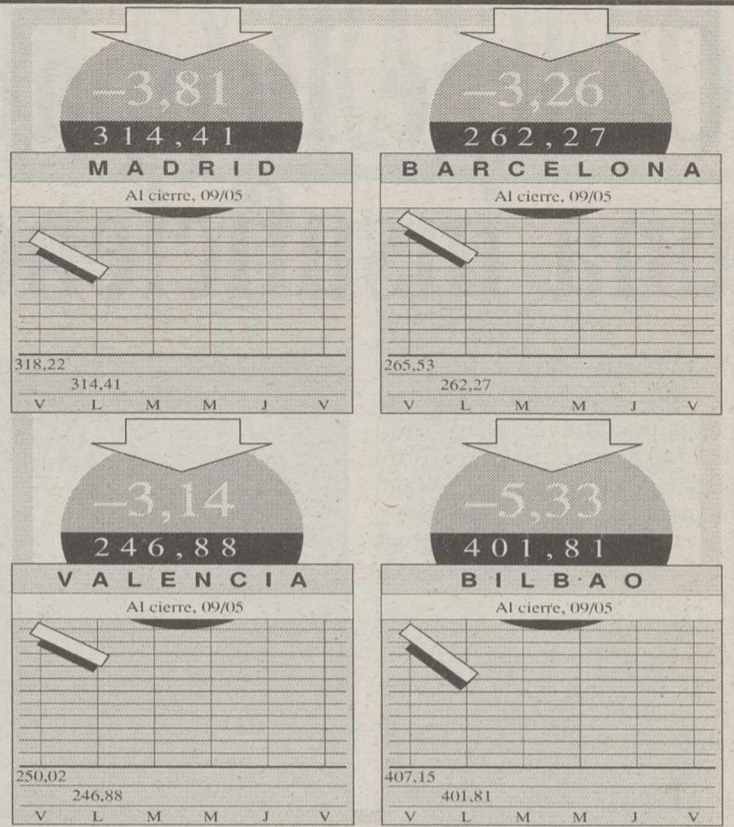 –3,81
314,41
MADRID
Al cierre, 09/05
318,22
314,41
V L M M J V
–3,26
262,27
BARCELONA
Al cierre, 09/05
265,53
262,27
V L M M J V
–3,14
246,88
VALENCIA
Al cierre, 09/05
250,02
246,88
V L M M J V
–5,33
401,81
BILBAO
Al cierre, 09/05
407,15
401,81
V L M M J V